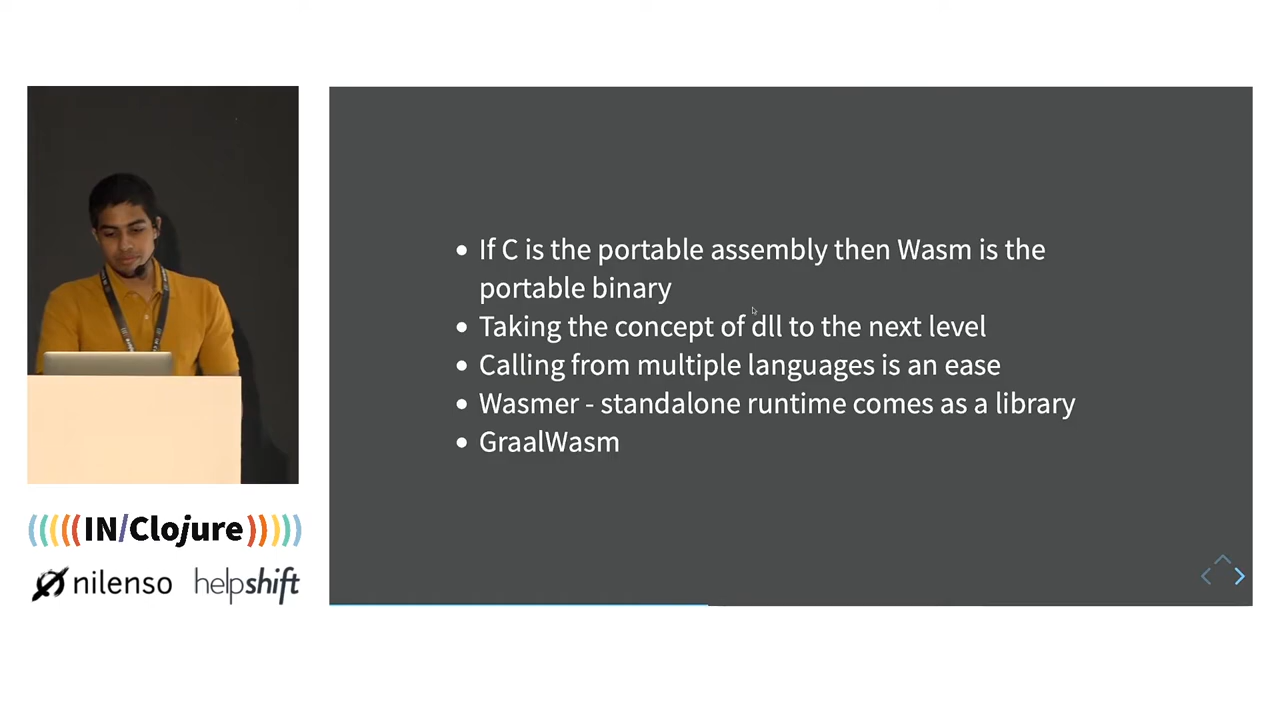 If C is the portable assembly then Wasm is the
portable binary
Taking the concept of dll to the next level
Calling from multiple languages is an ease
Wasmer - standalone runtime comes as a library
GraalWasm
(((((IN/Clojure)))))
nilenso helpshift